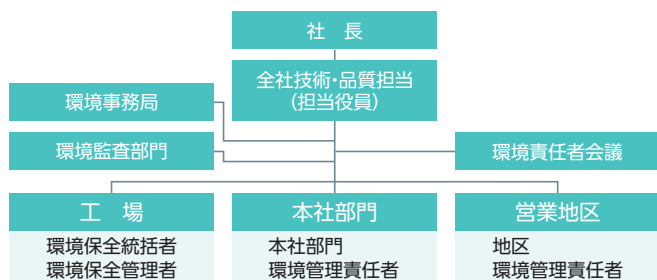 社　長
全社技術・品質担当
（担当役員）
環境事務局
環境監査部門
環境責任者会議
工　場
環境保全統括者
環境保全管理者
本社部門
本社部門
環境管理責任者
営業地区
地区
環境管理責任者